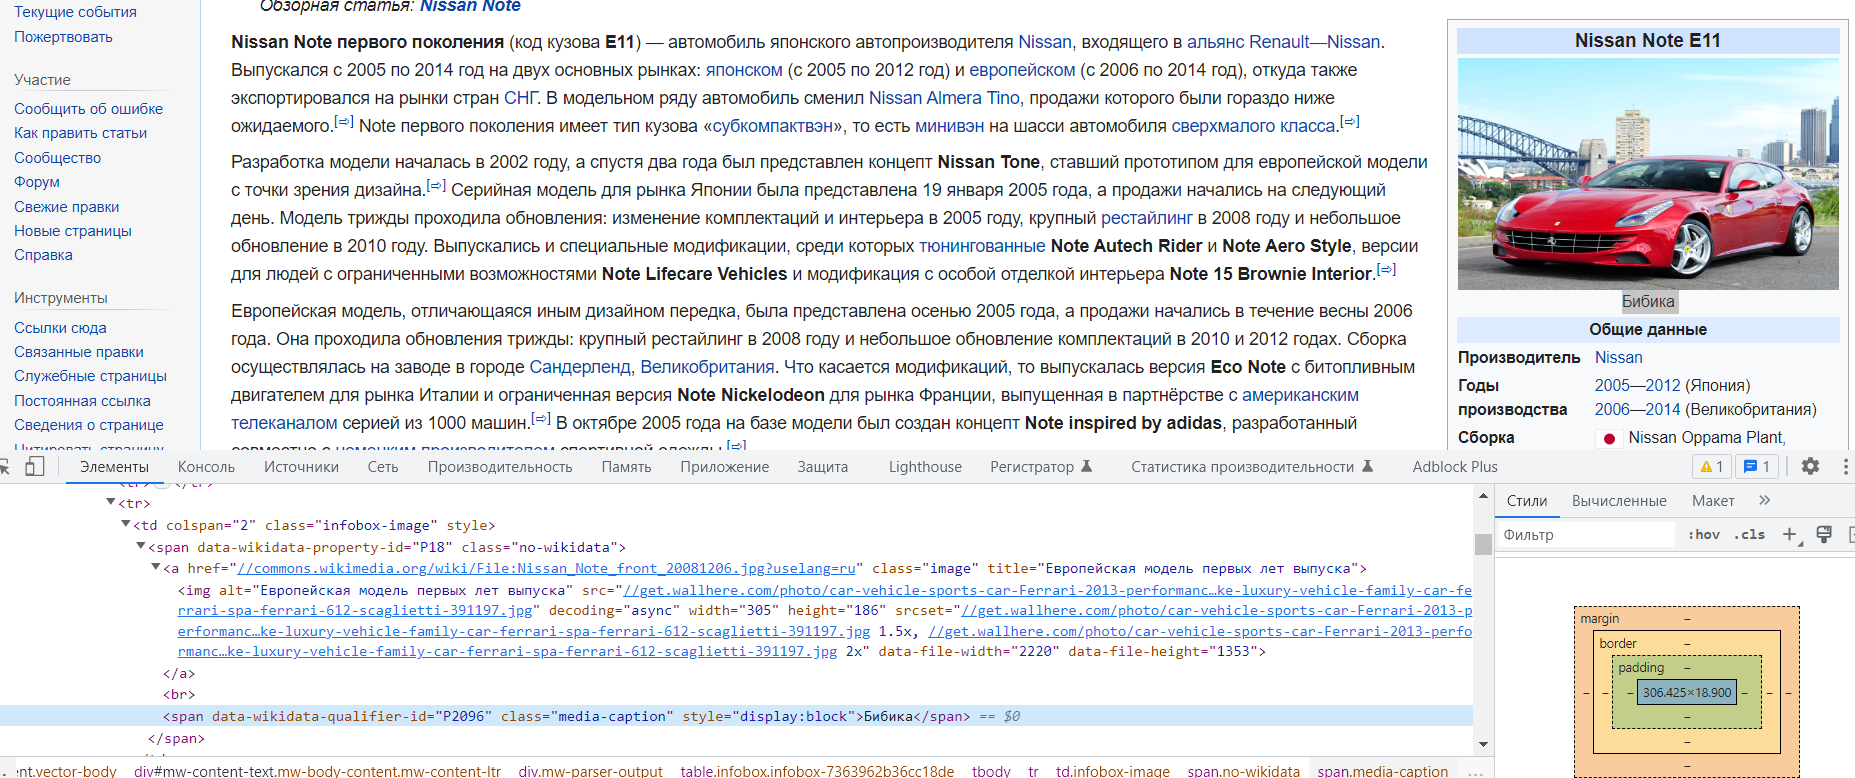 Текущие события
Пожертвовать
Участие
Сообщить об ошибке
Как править статьи
Сообщество
Форум
Свежие правки
Новые страницы
Справка
Инструменты
Ссылки сюда
Связанные правки
Служебные страницы
Постоянная ссылка
Сведения о странице
Цитировать страницу
Обзорная статья: Nissan Note
Nissan Note первого поколения (код кузова E11) — автомобиль японского автопроизводителя Nissan, входящего в альянс Renault—Nissan.
Выпускался с 2005 по 2014 год на двух основных рынках: японском (с 2005 по 2012 год) и европейском (с 2006 по 2014 год), откуда также
экспортировался на рынки стран СНГ. В модельном ряду автомобиль сменил Nissan Almera Tino, продажи которого были гораздо ниже
ожидаемого.[⇨] Note первого поколения имеет тип кузова «субкомпактвэн», то есть минивэн на шасси автомобиля сверхмалого класса.[⇨]
Разработка модели началась в 2002 году, а спустя два года был представлен концепт Nissan Tone, ставший прототипом для европейской модели
с точки зрения дизайна.[⇨] Серийная модель для рынка Японии была представлена 19 января 2005 года, а продажи начались на следующий
день. Модель трижды проходила обновления: изменение комплектаций и интерьера в 2005 году, крупный рестайлинг в 2008 году и небольшое
обновление в 2010 году. Выпускались и специальные модификации, среди которых тюнингованные Note Autech Rider и Note Aero Style, версии
для людей с ограниченными возможностями Note Lifecare Vehicles и модификация с особой отделкой интерьера Note 15 Brownie Interior.[⇨]
Европейская модель, отличающаяся иным дизайном передка, была представлена осенью 2005 года, а продажи начались в течение весны 2006
года. Она проходила обновления трижды: крупный рестайлинг в 2008 году и небольшое обновление комплектаций в 2010 и 2012 годах. Сборка
осуществлялась на заводе в городе Сандерленд, Великобритания. Что касается модификаций, то выпускалась версия Eco Note с битопливным
двигателем для рынка Италии и ограниченная версия Note Nickelodeon для рынка Франции, выпущенная в партнёрстве с американским
телеканалом серией из 1000 машин.[⇨] В октябре 2005 года на базе модели был создан концепт Note inspired by adidas, разработанный
совместно с немецким производителем спортивной одежды.[⇨]
Nissan Note E11
Бибика
Общие данные
Производитель Nissan
Годы производства 2005—2012 (Япония)
2006—2014 (Великобритания)
Сборка Nissan Oppama Plant,
Элементы Консоль Источники Сеть Производительность Память Приложение Защита Lighthouse Регистратор Статистика производительности Adblock Plus 1 1
<tr>
<td colspan="2" class="infobox-image" style>
<span data-wikidata-property-id="P18" class="no-wikidata">
<a href="//commons.wikimedia.org/wiki/File:Nissan_Note_front_20081206.jpg?uselang=ru" class="image" title="Европейская модель первых лет выпуска">
<img alt="Европейская модель первых лет выпуска" src="//get.wallhere.com/photo/car-vehicle-sports-car-Ferrari-2013-performanc…ke-luxury-vehicle-family-car-fe
rrari-spa-ferrari-612-scaglietti-391197.jpg" decoding="async" width="305" height="186" srcset="//get.wallhere.com/photo/car-vehicle-sports-car-Ferrari-2013-p
erformanc…ke-luxury-vehicle-family-car-ferrari-spa-ferrari-612-scaglietti-391197.jpg 1.5x, //get.wallhere.com/photo/car-vehicle-sports-car-Ferrari-2013-perfo
rmanc…ke-luxury-vehicle-family-car-ferrari-spa-ferrari-612-scaglietti-391197.jpg 2x" data-file-width="2220" data-file-height="1353">
</a>
<br>
<span data-wikidata-qualifier-id="P2096" class="media-caption" style="display:block">Бибика</span> == $0
</span>
ent.vector-body div#mw-content-text.mw-body-content.mw-content-ltr div.mw-parser-output table.infobox.infobox-7363962b36cc18de tbody tr td.infobox-image span.no-wikidata span.media-caption ...
Стили Вычисленные Макет »
Фильтр :hov .cls +
margin –
border –
padding –
– – – 306.425×18.900 – – –
–
–
–